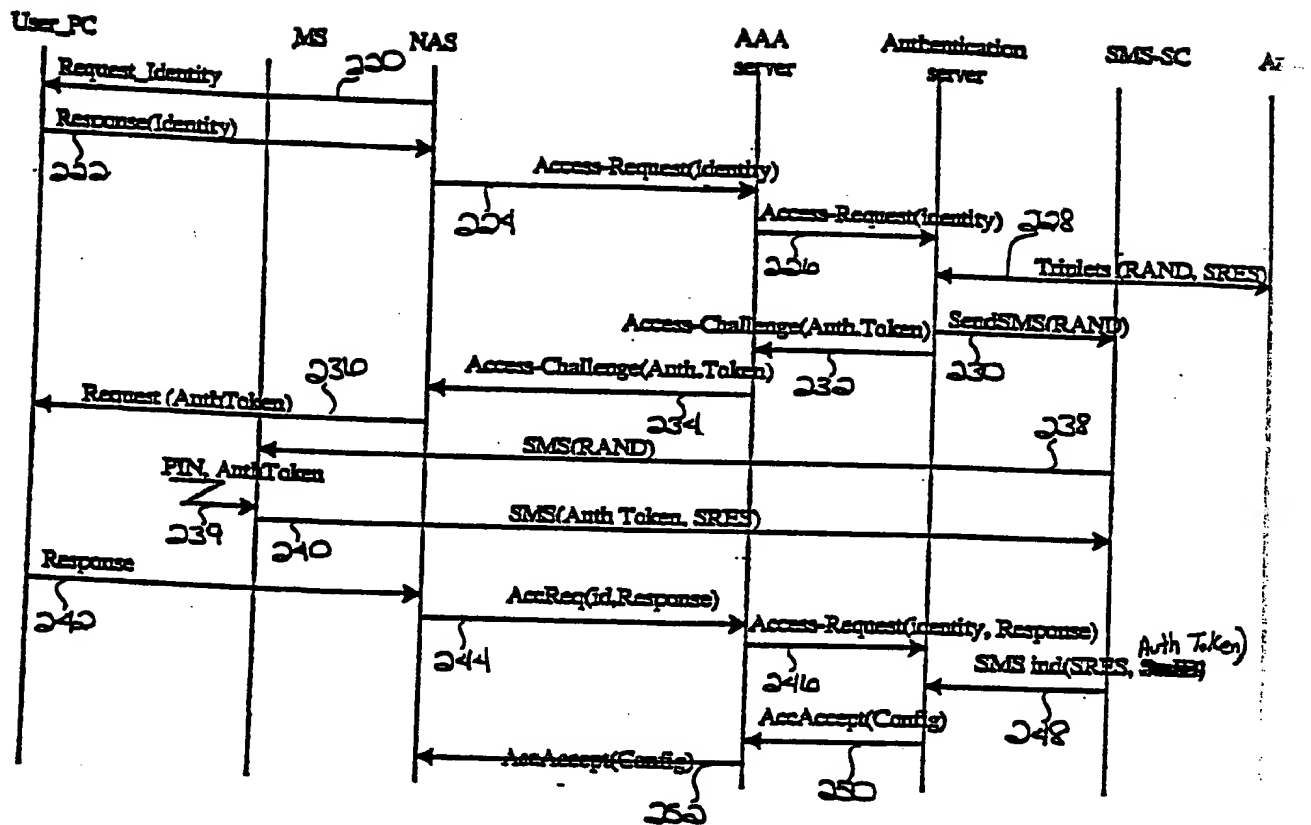 User_PC
MS
NAS
AAA
server
Authentication
server
SMS-SC
Request_Identity
220
Response(Identity)
222
Access-Request(Identity)
224
Access-Request(identity)
226
228
Triplets (RAND, SRES)
Access-Challenge(Auth.Token)
232
SendSMS(RAND)
230
Access-Challenge(Auth.Token)
234
236
Request (AuthToken)
238
SMS(RAND)
PIN, AuthToken
239
SMS(Auth Token, SRES)
240
Response
242
AccReq(id,Response)
244
Access-Request(identity, Response)
246
Auth Token)
SMS ind(SRES,
248
AccAccept(Config)
250
AccAccept(Config)
252